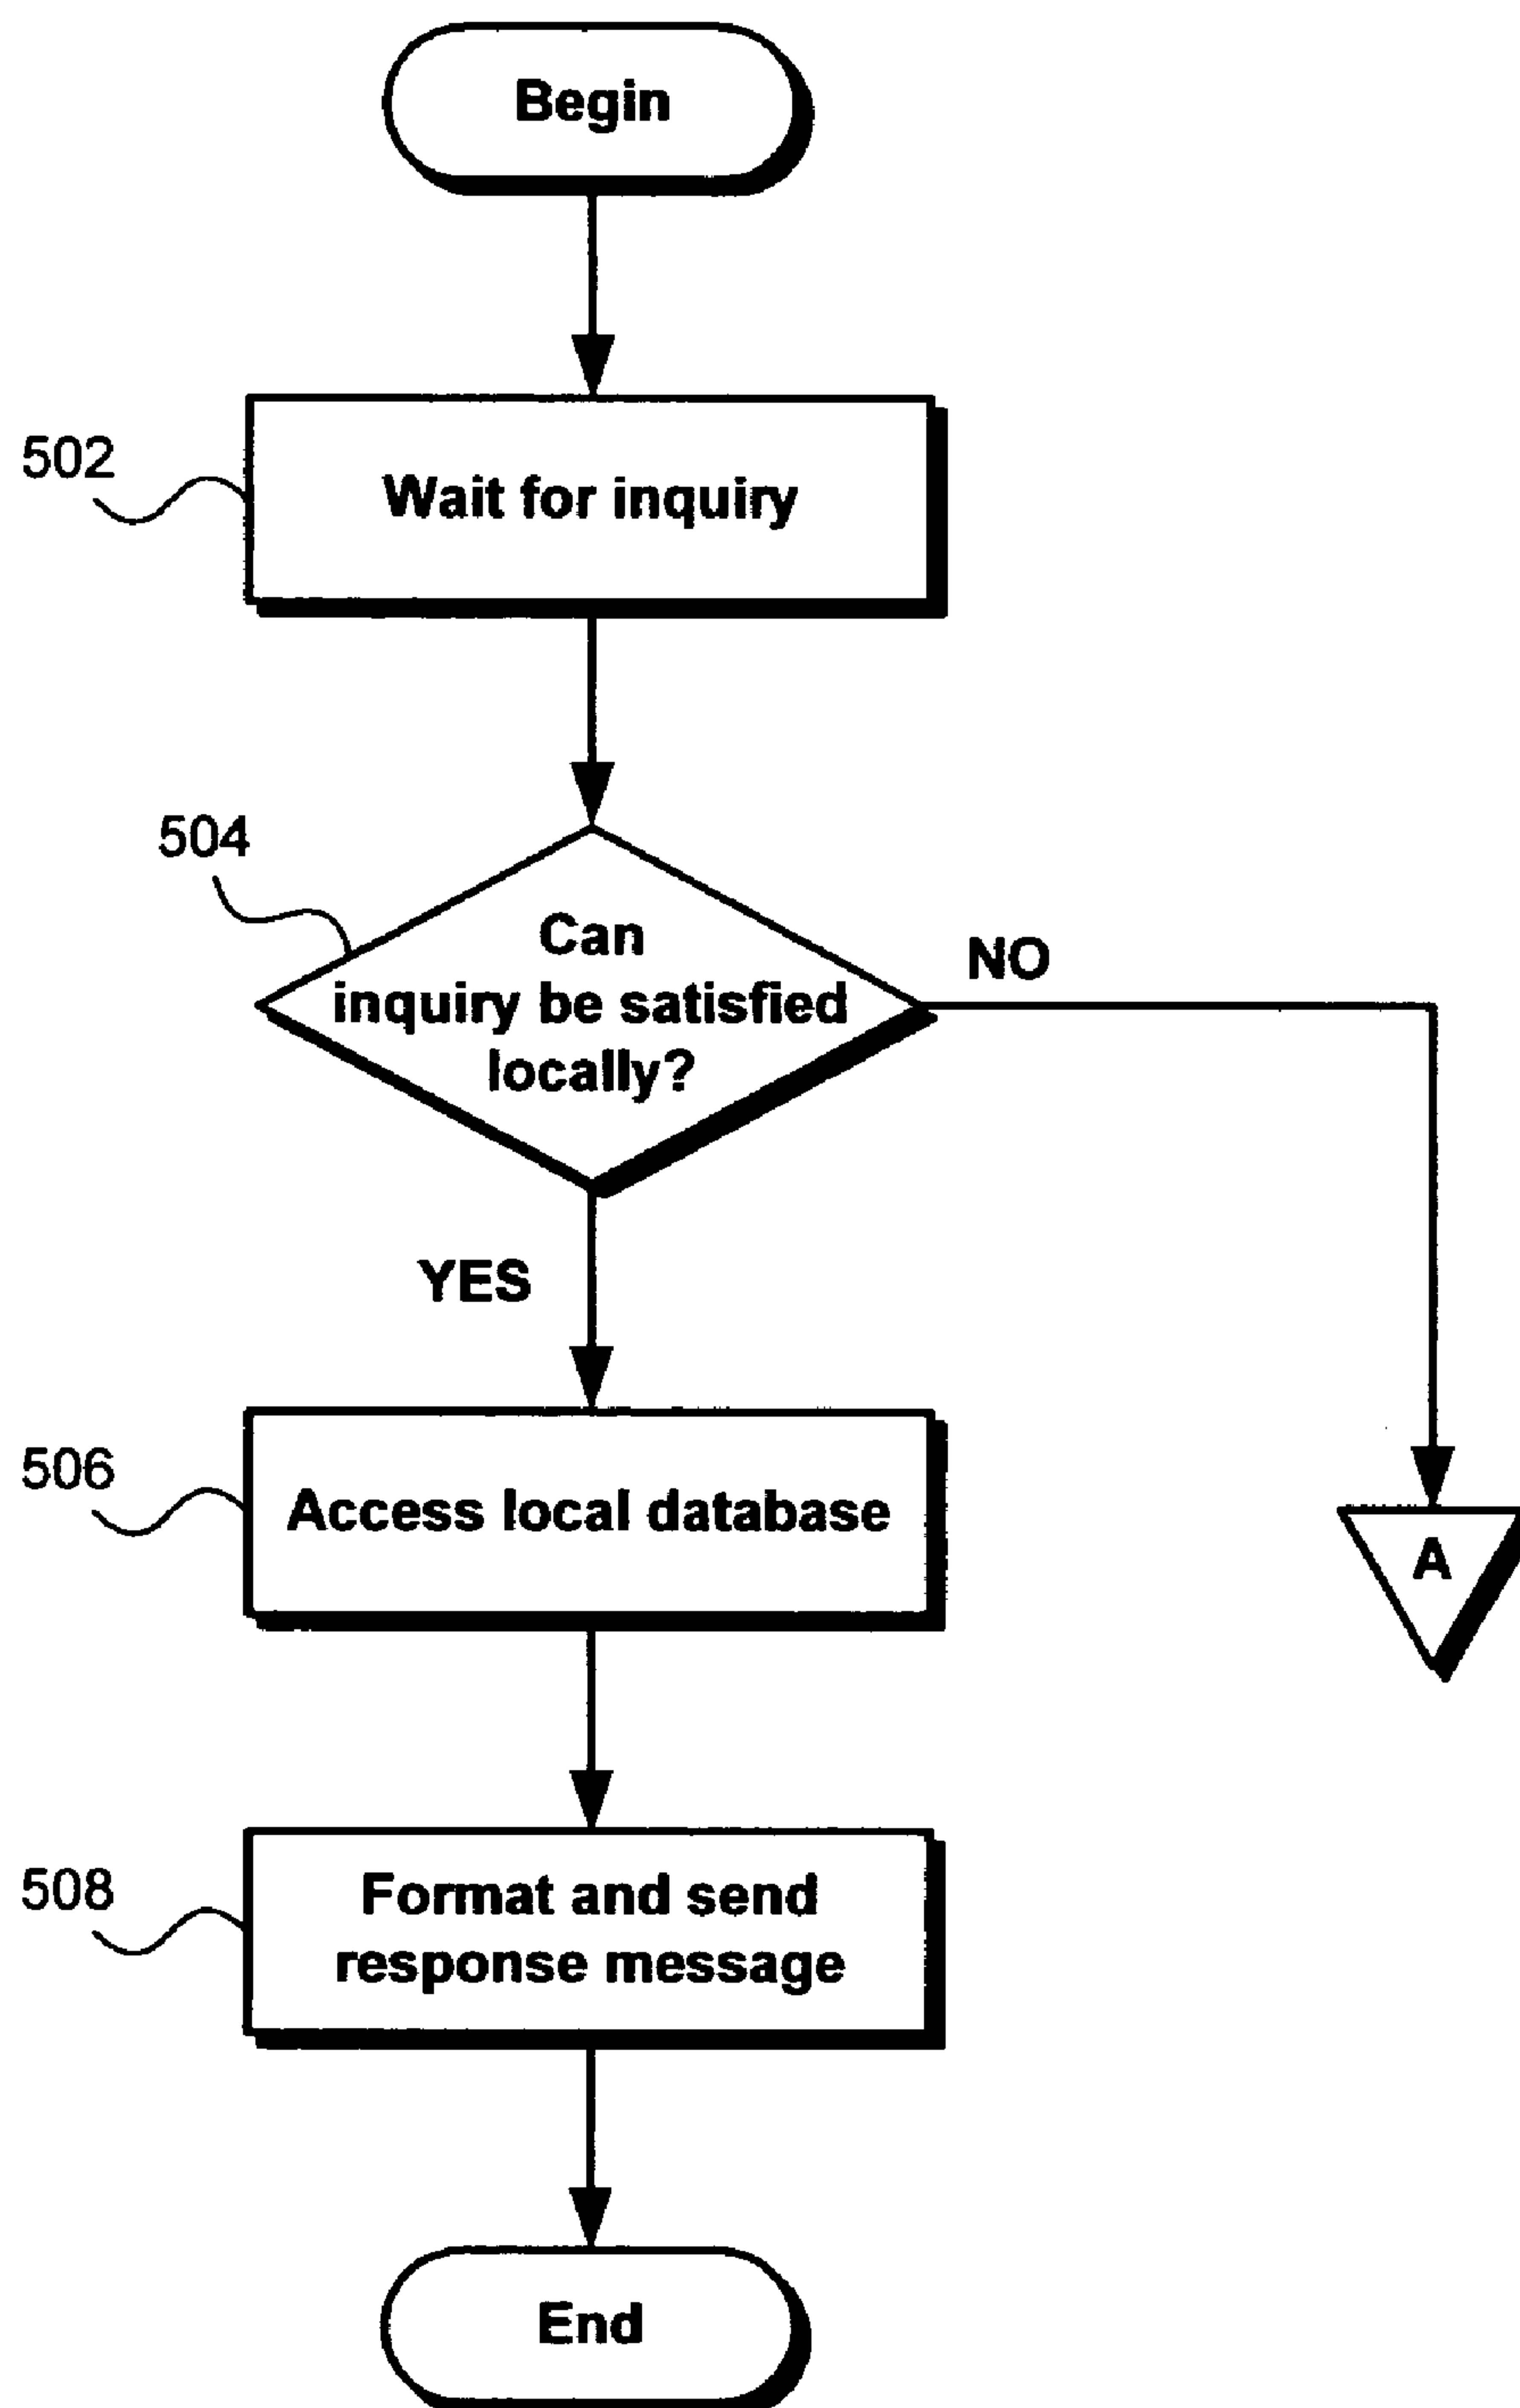 Begin
502
Wait for inquiry
504
Can
inquiry be satisfied
locally?
NO
YES
506
Access local database
A
508
Format and send
response message
End